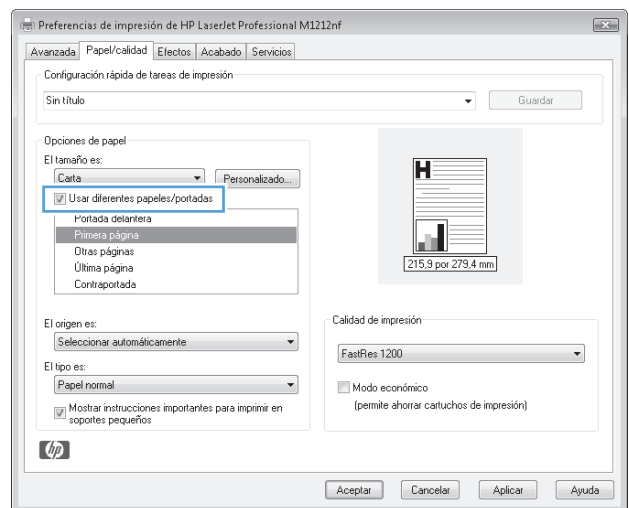 Preferencias de impresión de HP LaserJet Professional M1212nf
Avanzada Papel/calidad Efectos Acabado Servicios
Configuración rápida de tareas de impresión
Sin título
Guardar
Opciones de papel
El tamaño es:
Carta
Personalizado...
Usar diferentes papeles/portadas
Portada delantera
Primera página
Otras páginas
Última página
Contraportada
El origen es:
Seleccionar automáticamente
El tipo es:
Papel normal
Mostrar instrucciones importantes para imprimir en
soportes pequeños
H
215,9 por 279,4 mm
Calidad de impresión
FastRes 1200
Modo económico
(permite ahorrar cartuchos de impresión)
hp
Aceptar Cancelar Aplicar Ayuda